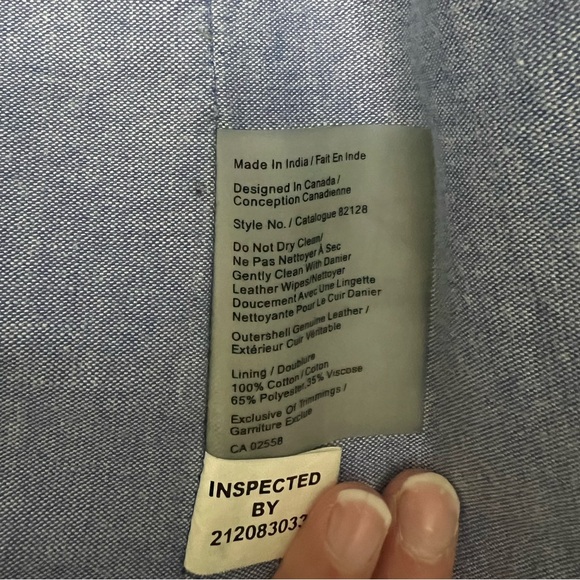 Made In India / Fait En Inde
Designed In Canada /
Conception Canadienne
Style No. / Catalogue 82128
Do Not Dry Clean/
Ne Pas Nettoyer À Sec
Gently Clean With Danier
Leather Wipes/Nettoyer
Doucement Avec Une Lingette
Nettoyante Pour Le Cuir Danier
Outershell Genuine Leather /
Extérieur Cuir Véritable
Lining / Doublure
100% Cotton / Coton
65% Polyester, 35% Viscose
Exclusive Of Trimmings /
Garniture Exclue
CA 02558
INSPECTED
BY
212083033